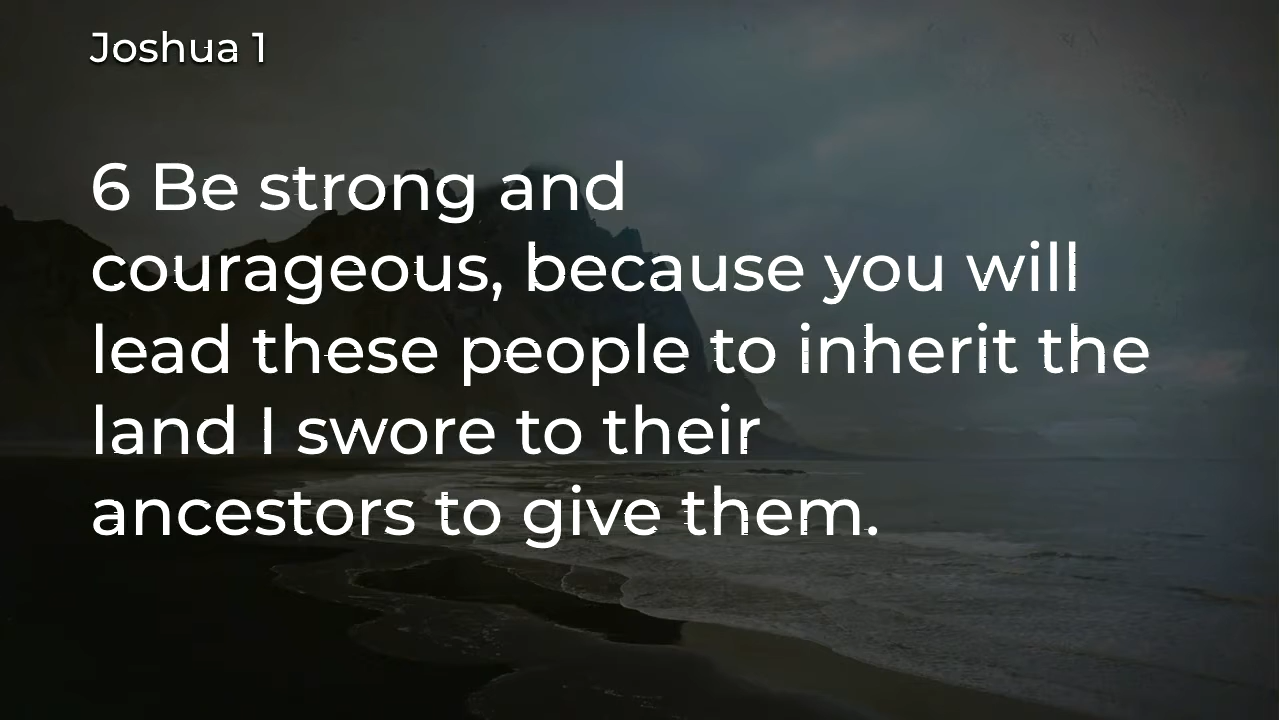 Joshua 1
6 Be strong and
courageous, because you will
lead these people to inherit the
land I swore to their
ancestors to give them.